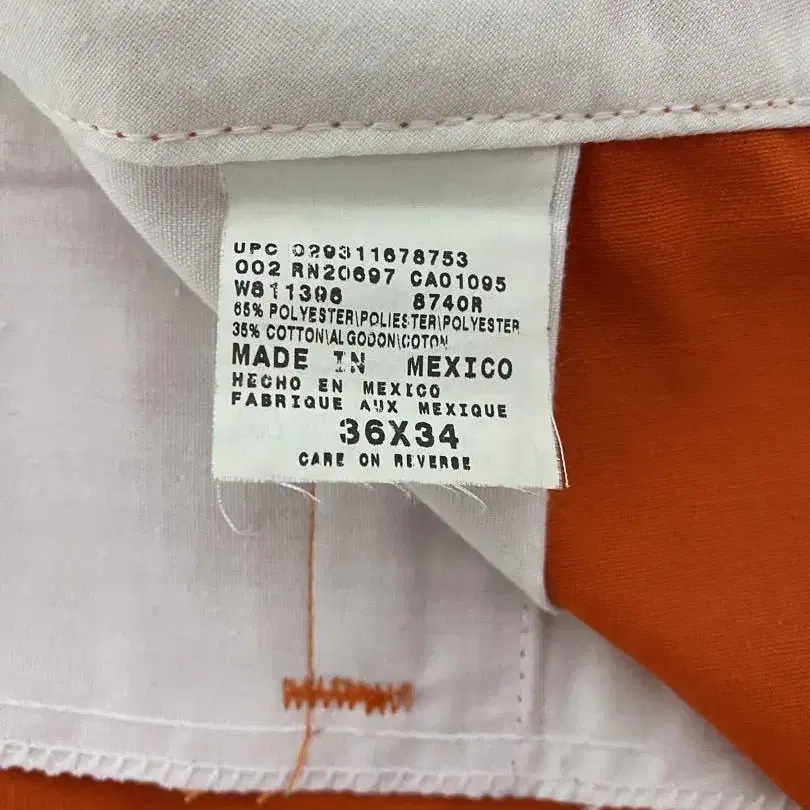 UPC 029311678753
002 RN20697 CA01095
W811396 8740R
65% POLYESTER\POLIESTER\POLYESTER
35% COTTON\ALGODON\COTON
MADE IN MEXICO
HECHO EN MEXICO
FABRIQUE AUX MEXIQUE
36X34
CARE ON REVERSE